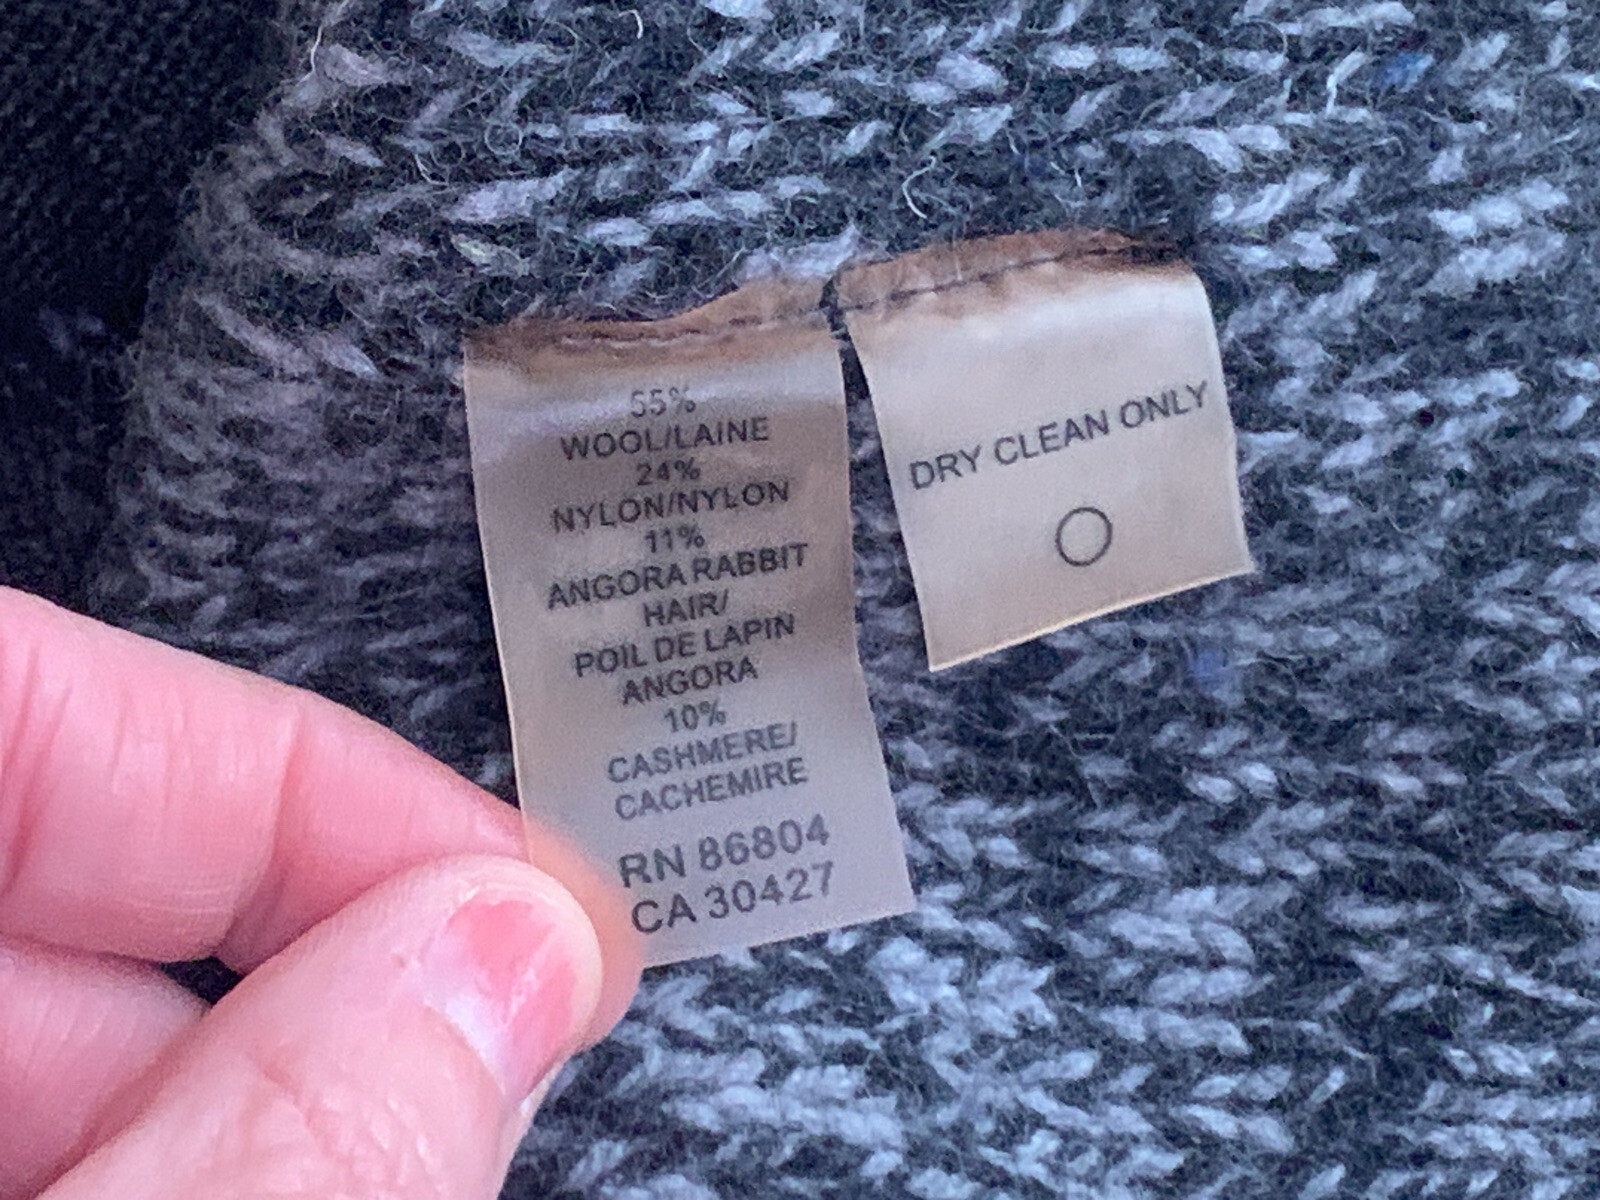 55%
WOOL/LAINE
24%
NYLON/NYLON
11%
ANGORA RABBIT
HAIR/
POIL DE LAPIN
ANGORA
10%
CASHMERE/
CACHEMIRE
RN 86804
CA 30427
DRY CLEAN ONLY